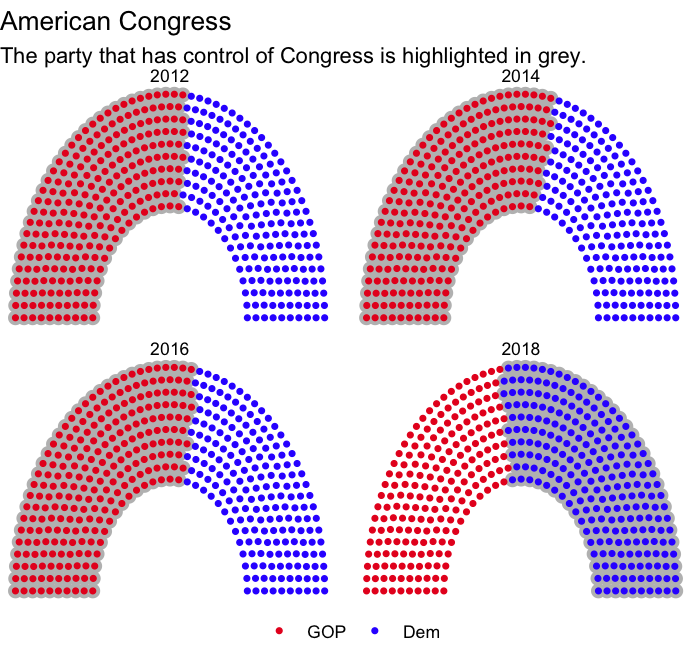 American Congress
The party that has control of Congress is highlighted in grey.
2012
2014
2016
2018
GOP
Dem